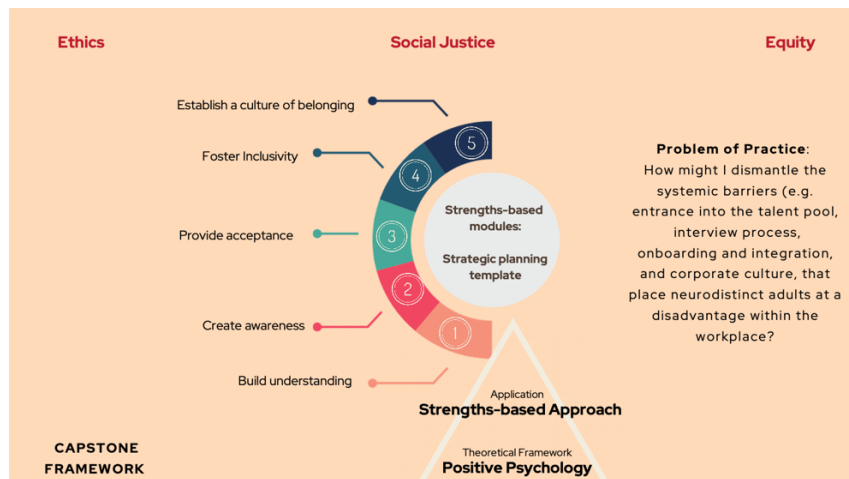 Ethics
Social Justice
Equity
Establish a culture of belonging
Foster Inclusivity
Provide acceptance
Create awareness
Build understanding
5
4
3
2
1
Strengths-based
modules:
Strategic planning
template
Problem of Practice:
How might I dismantle the
systemic barriers (e.g.
entrance into the talent pool,
interview process,
onboarding and integration,
and corporate culture, that
place neurodistinct adults at a
disadvantage within the
workplace?
Application
Strengths-based Approach
Theoretical Framework
Positive Psychology
CAPSTONE
FRAMEWORK